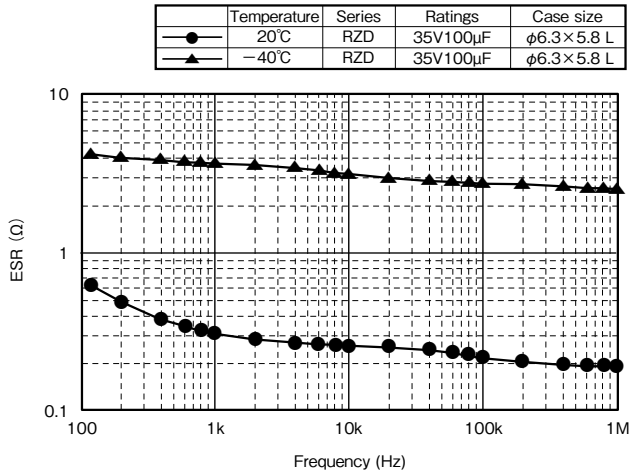 Temperature Series Ratings Case size
20℃ RZD 35V100μF φ6.3×5.8 L
－40℃ RZD 35V100μF φ6.3×5.8 L
10
1
0.1
ESR (Ω)
100 1k 10k 100k 1M
Frequency (Hz)